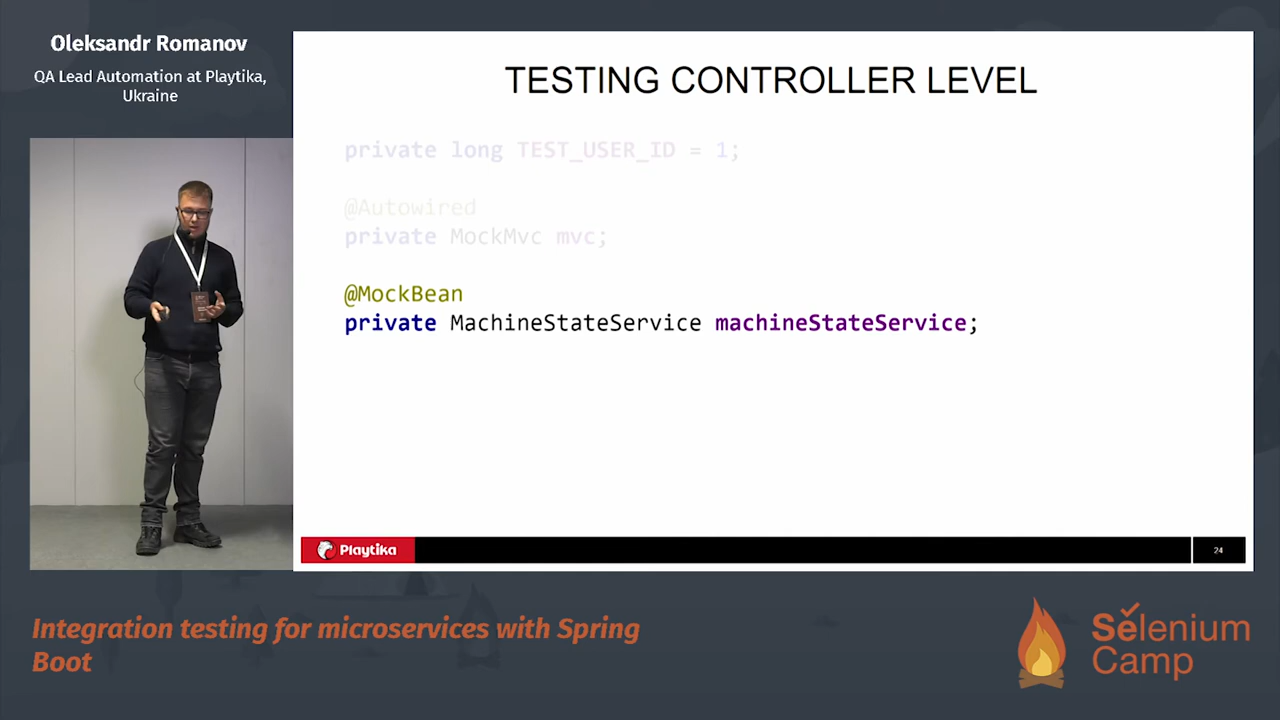 Oleksandr Romanov
QA Lead Automation at Playtika,
Ukraine
TESTING CONTROLLER LEVEL
private long TEST_USER_ID = 1;
@Autowired
private MockMvc mvc;
@MockBean
private MachineStateService machineStateService;
Playtika
24
Integration testing for microservices with Spring
Boot
Selenium
Camp